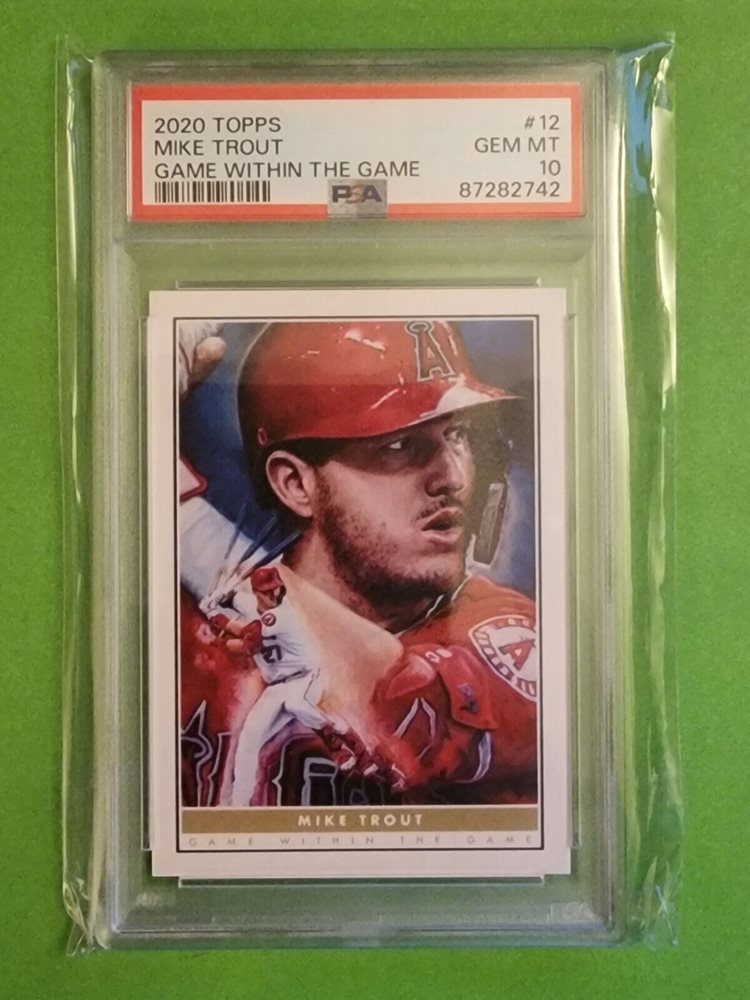 2020 TOPPS #12
MIKE TROUT GEM MT
GAME WITHIN THE GAME 10
PSA 87282742
A
A
MIKE TROUT
GAME WITHIN THE GAME